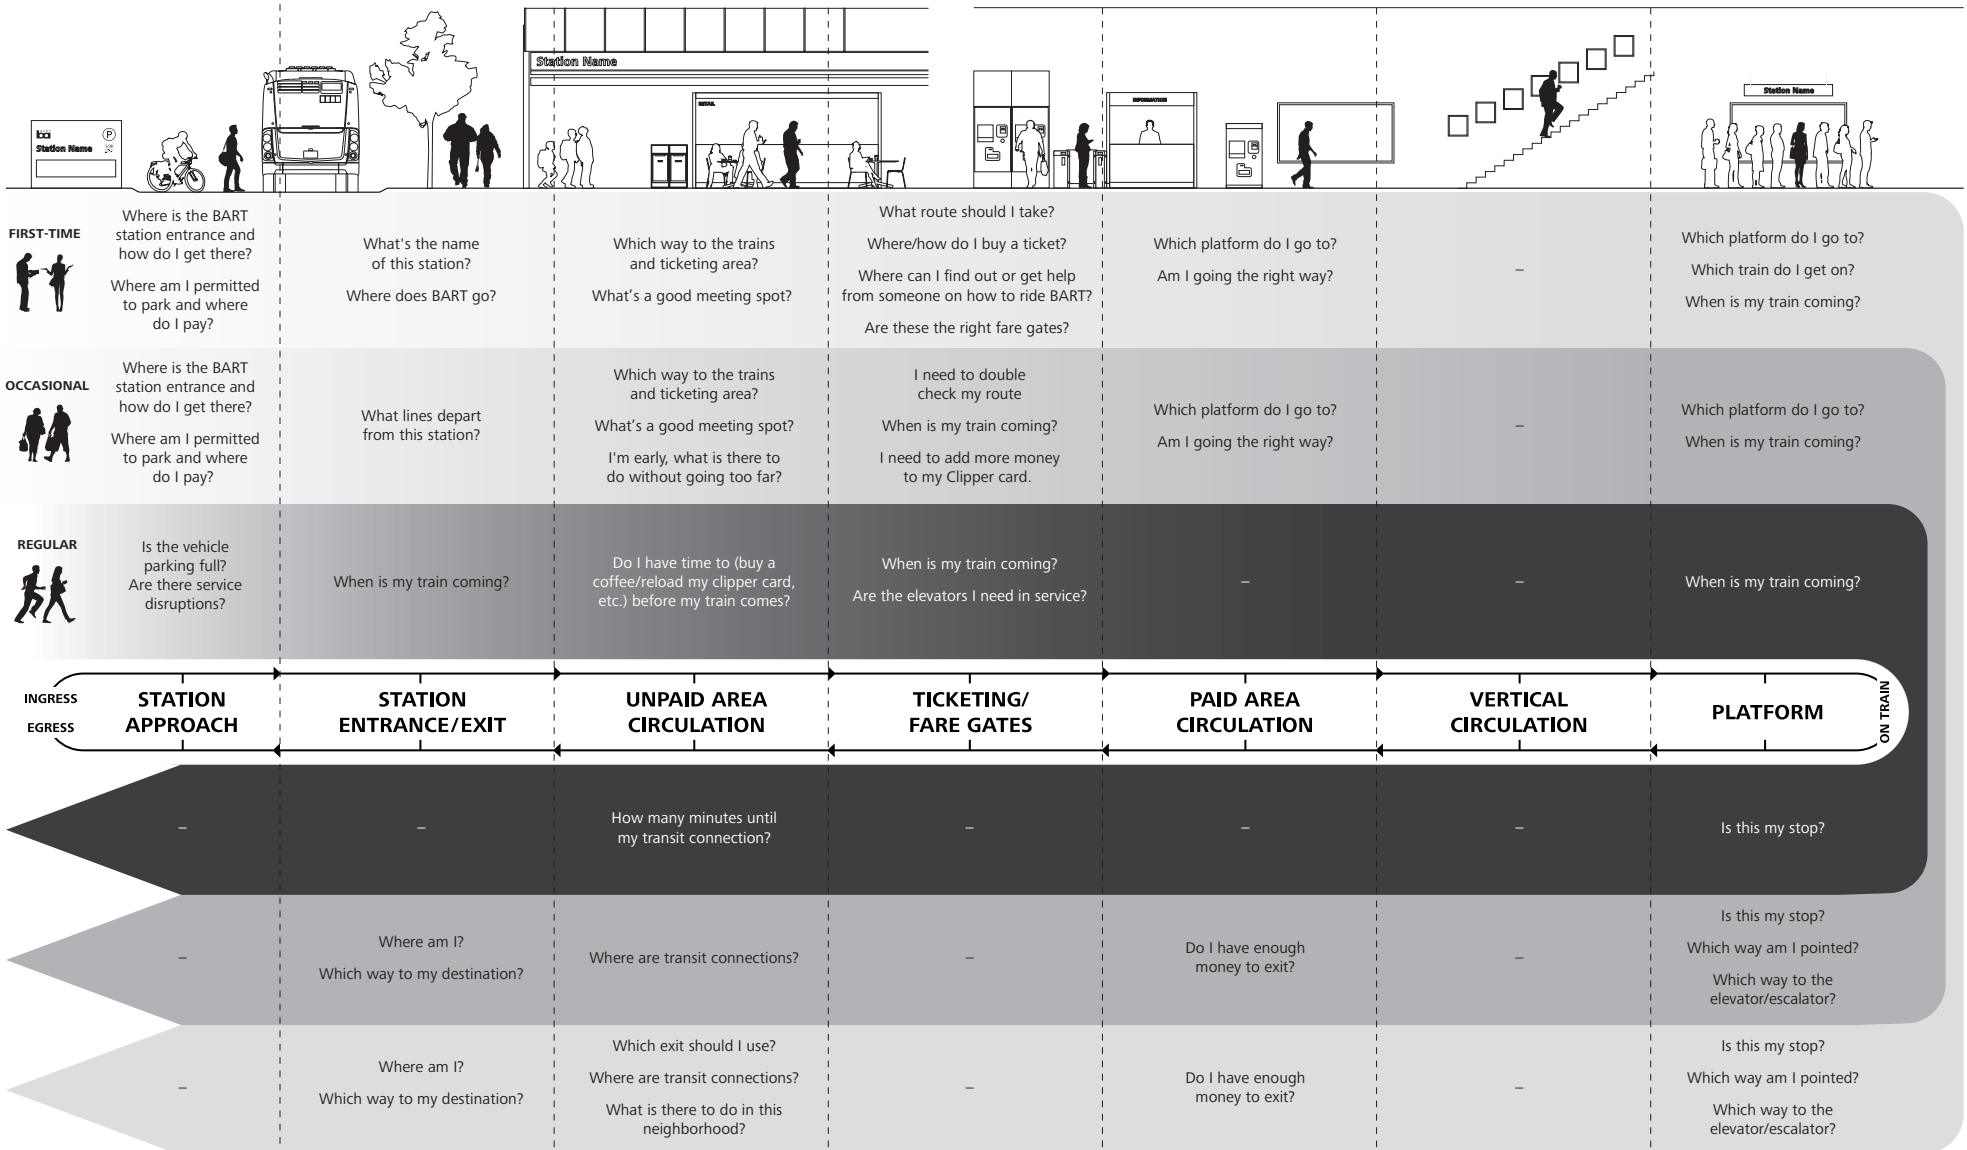 Station Name
RETAIL
INFORMATION
Station Name
P
Station Name
FIRST-TIME
Where is the BART
station entrance and
how do I get there?
Where am I permitted
to park and where
do I pay?
What's the name
of this station?
Where does BART go?
Which way to the trains
and ticketing area?
What’s a good meeting spot?
What route should I take?
Where/how do I buy a ticket?
Where can I find out or get help
from someone on how to ride BART?
Are these the right fare gates?
Which platform do I go to?
Am I going the right way?
–
Which platform do I go to?
Which train do I get on?
When is my train coming?
OCCASIONAL
Where is the BART
station entrance and
how do I get there?
Where am I permitted
to park and where
do I pay?
What lines depart
from this station?
Which way to the trains
and ticketing area?
What’s a good meeting spot?
I'm early, what is there to
do without going too far?
I need to double
check my route
When is my train coming?
I need to add more money
to my Clipper card.
Which platform do I go to?
Am I going the right way?
–
Which platform do I go to?
When is my train coming?
REGULAR
Is the vehicle
parking full?
Are there service
disruptions?
When is my train coming?
Do I have time to (buy a
coffee/reload my clipper card,
etc.) before my train comes?
When is my train coming?
Are the elevators I need in service?
–
–
When is my train coming?
INGRESS
EGRESS
STATION
APPROACH
STATION
ENTRANCE/EXIT
UNPAID AREA
CIRCULATION
TICKETING/
FARE GATES
PAID AREA
CIRCULATION
VERTICAL
CIRCULATION
PLATFORM
ON TRAIN
–
–
How many minutes until
my transit connection?
–
–
–
Is this my stop?
–
Where am I?
Which way to my destination?
Where are transit connections?
–
Do I have enough
money to exit?
–
Is this my stop?
Which way am I pointed?
Which way to the
elevator/escalator?
–
Where am I?
Which way to my destination?
Which exit should I use?
Where are transit connections?
What is there to do in this
neighborhood?
–
Do I have enough
money to exit?
–
Is this my stop?
Which way am I pointed?
Which way to the
elevator/escalator?